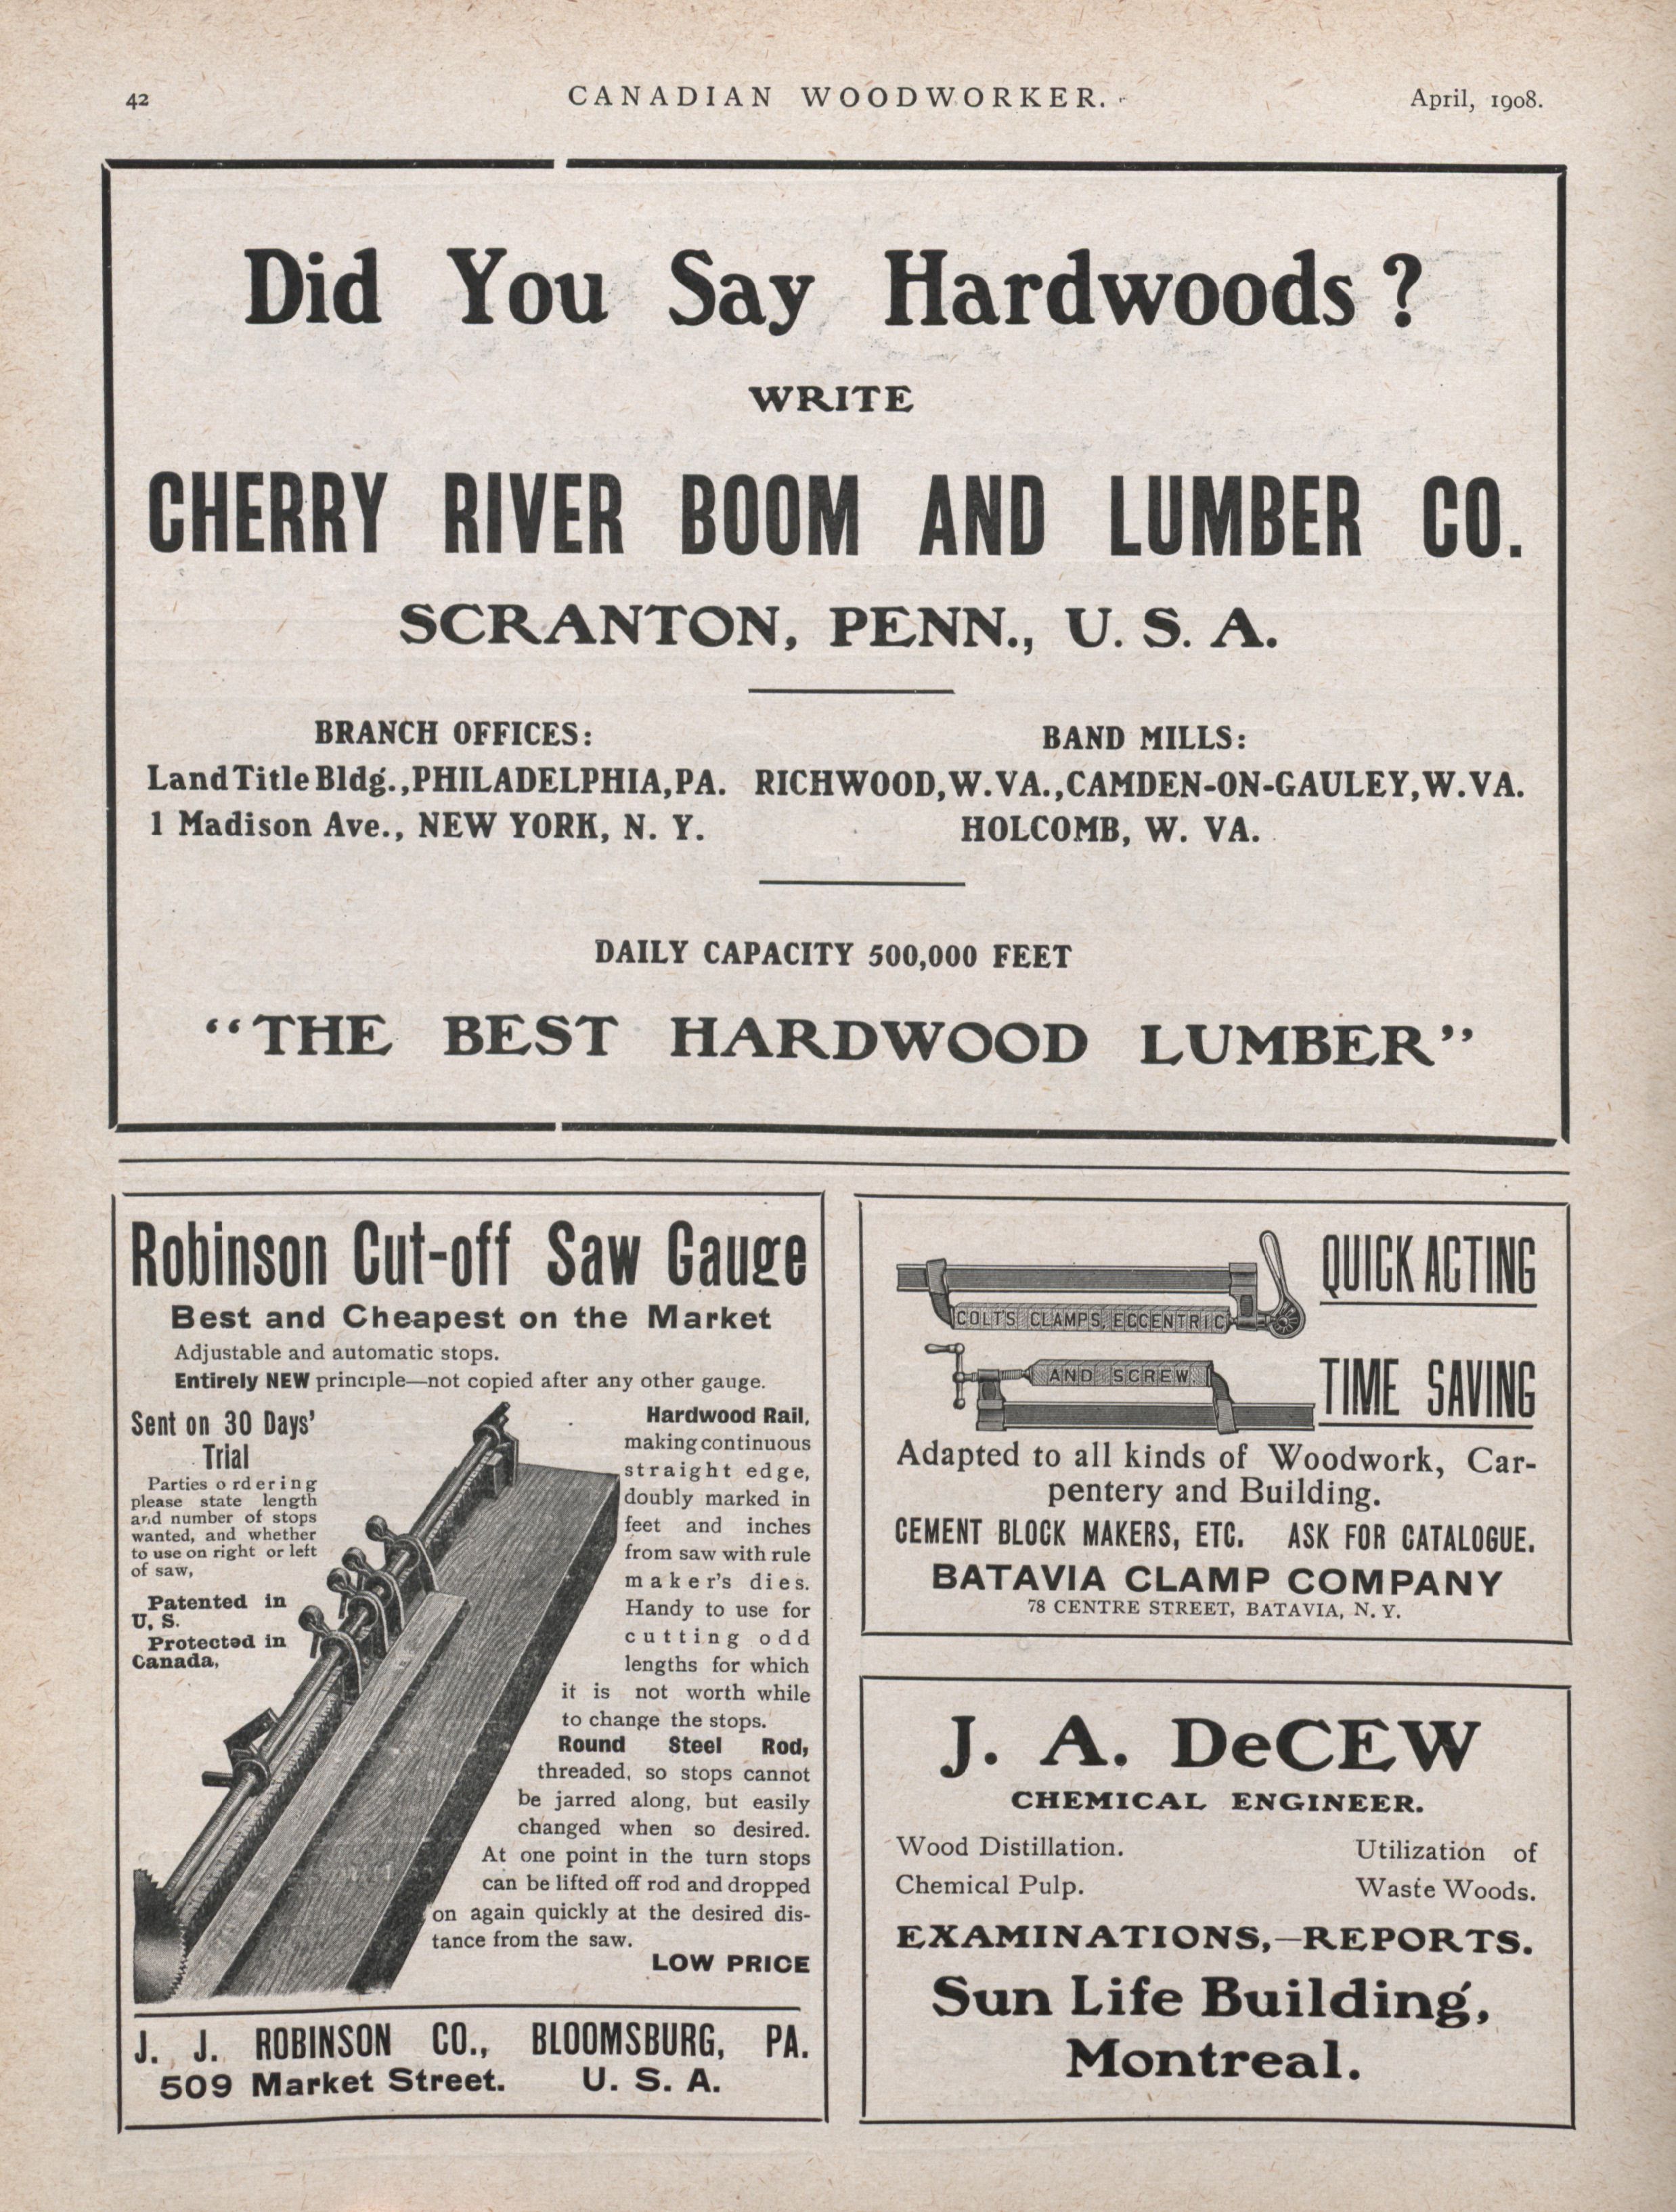 42
CANADIAN WOODWORKER.
April, 1908.
Did You Say Hardwoods?
WRITE
CHERRY RIVER BOOM AND LUMBER CO.
SCRANTON, PENN., U. S. A.
BRANCH OFFICES:
Land Title Bldg., PHILADELPHIA, PA.
1 Madison Ave., NEW YORK, N. Y.
BAND MILLS:
RICHWOOD, W. VA., CAMDEN-ON-GAULEY, W. VA.
HOLCOMB, W. VA.
DAILY CAPACITY 500,000 FEET
"THE BEST HARDWOOD LUMBER"
Robinson Cut-off Saw Gauge
Best and Cheapest on the Market
Adjustable and automatic stops.
Entirely NEW principle—not copied after any other gauge.
Sent on 30 Days'
Trial
Parties ordering
please state length
and number of stops
wanted, and whether
to use on right or left
of saw,
Patented in
U. S.
Protected in
Canada,
Hardwood Rail,
making continuous
straight edge,
doubly marked in
feet and inches
from saw with rule
maker's dies.
Handy to use for
cutting odd
lengths for which
it is not worth while
to change the stops.
Round Steel Rod,
threaded, so stops cannot
be jarred along, but easily
changed when so desired.
At one point in the turn stops
can be lifted off rod and dropped
on again quickly at the desired dis-
tance from the saw.
LOW PRICE
J. J. ROBINSON CO., BLOOMSBURG, PA.
509 Market Street. U. S. A.
QUICK ACTING
COLT'S CLAMPS, ECCENTRIC
AND SCREW.
TIME SAVING
Adapted to all kinds of Woodwork, Car-
pentery and Building.
CEMENT BLOCK MAKERS, ETC. ASK FOR CATALOGUE.
BATAVIA CLAMP COMPANY
78 CENTRE STREET, BATAVIA, N. Y.
J. A. DeCEW
CHEMICAL ENGINEER.
Wood Distillation.
Chemical Pulp.
Utilization of
Waste Woods.
EXAMINATIONS,—REPORTS.
Sun Life Building,
Montreal.